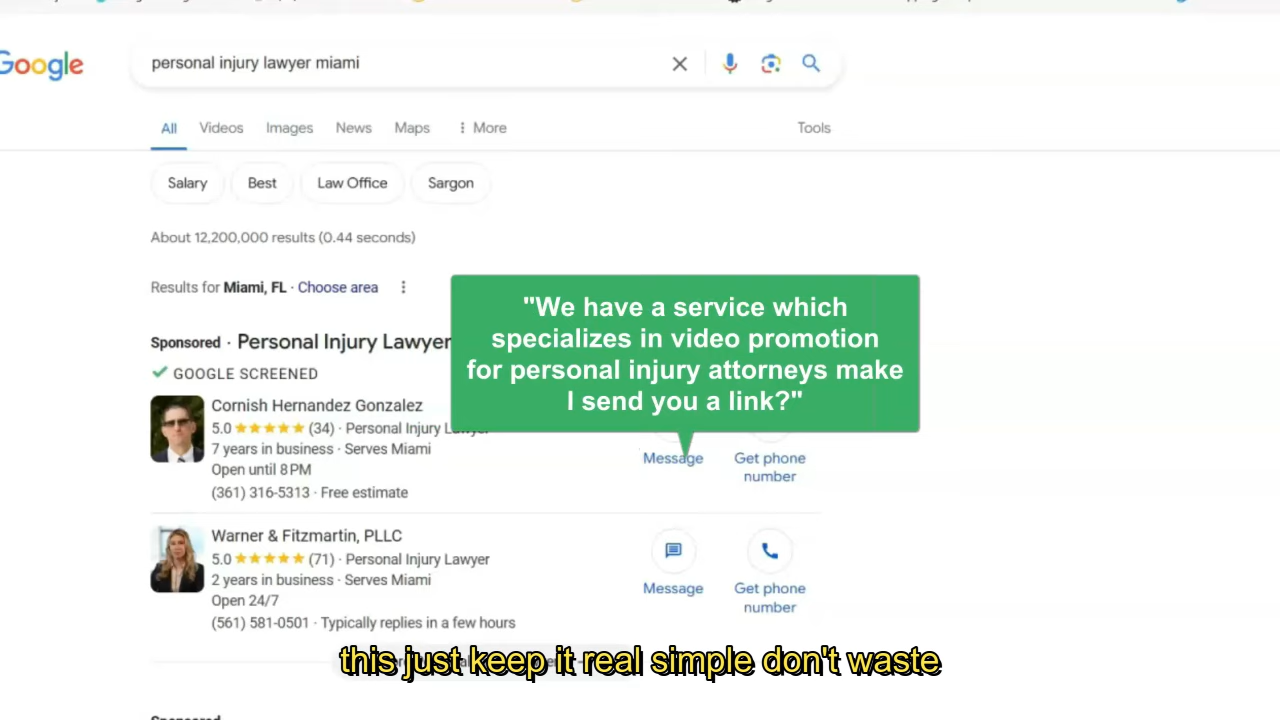 Google
personal injury lawyer miami
All Videos Images News Maps More Tools
Salary Best Law Office Sargon
About 12,200,000 results (0.44 seconds)
Results for Miami, FL · Choose area
Sponsored · Personal Injury Lawyer
GOOGLE SCREENED
"We have a service which
specializes in video promotion
for personal injury attorneys make
I send you a link?"
Cornish Hernandez Gonzalez
5.0 (34) · Personal Injury Lawyer
7 years in business · Serves Miami
Open until 8 PM
(361) 316-5313 · Free estimate
Message
Get phone
number
Warner & Fitzmartin, PLLC
5.0 (71) · Personal Injury Lawyer
2 years in business · Serves Miami
Open 24/7
(561) 581-0501 · Typically replies in a few hours
Message
Get phone
number
this just keep it real simple don't waste
Sponsored